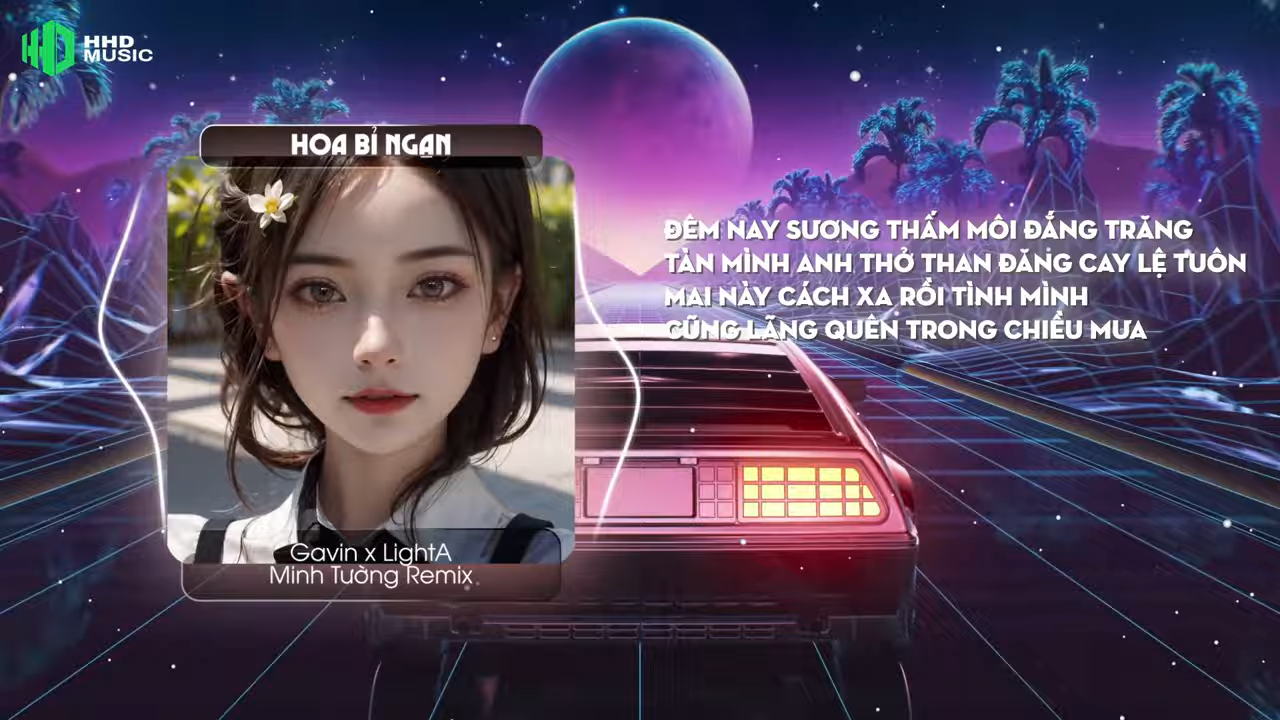 HHD
MUSIC
HOA BỈ NGẠN
ĐÊM NAY SƯƠNG THẤM MÔI ĐẮNG TRĂNG
TÀN MÌNH ANH THỞ THAN ĐẮNG CAY LỆ TUÔN
MAI NÀY CÁCH XA RỒI TÌNH MÌNH
CŨNG LÃNG QUÊN TRONG CHIỀU MƯA
Gavin x LightA
Minh Tường Remix